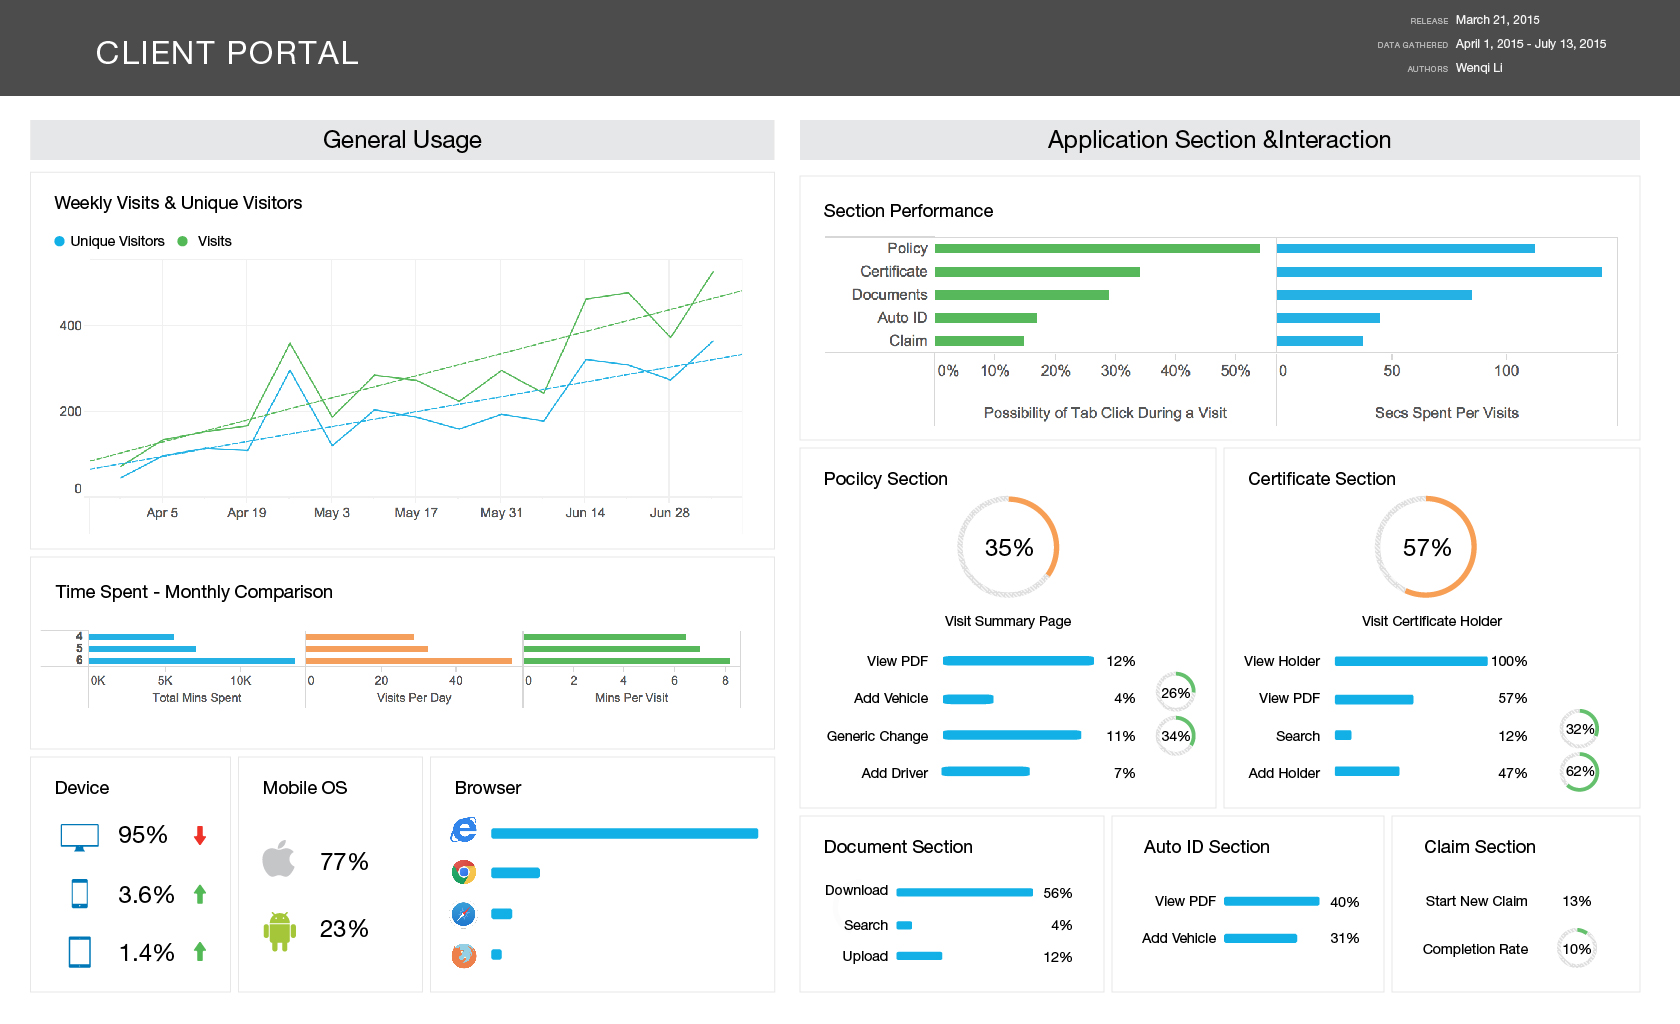 CLIENT PORTAL
RELEASE March 21, 2015
DATA GATHERED April 1, 2015 - July 13, 2015
AUTHORS Wenqi Li
General Usage
Weekly Visits & Unique Visitors
Unique Visitors Visits
400
200
0
Apr 5 Apr 19 May 3 May 17 May 31 Jun 14 Jun 28
Time Spent - Monthly Comparison
4
5
6
0K 5K 10K 0 20 40 0 2 4 6 8
Total Mins Spent Visits Per Day Mins Per Visit
Device
95%
3.6%
1.4%
Mobile OS
77%
23%
Browser
Application Section &Interaction
Section Performance
Policy
Certificate
Documents
Auto ID
Claim
0% 10% 20% 30% 40% 50% 0 50 100
Possibility of Tab Click During a Visit Secs Spent Per Visits
Pocilcy Section
35%
Visit Summary Page
View PDF 12%
Add Vehicle 4% 26%
Generic Change 11% 34%
Add Driver 7%
Certificate Section
57%
Visit Certificate Holder
View Holder 100%
View PDF 57%
Search 12% 32%
Add Holder 47% 62%
Document Section
Download 56%
Search 4%
Upload 12%
Auto ID Section
View PDF 40%
Add Vehicle 31%
Claim Section
Start New Claim 13%
Completion Rate 10%